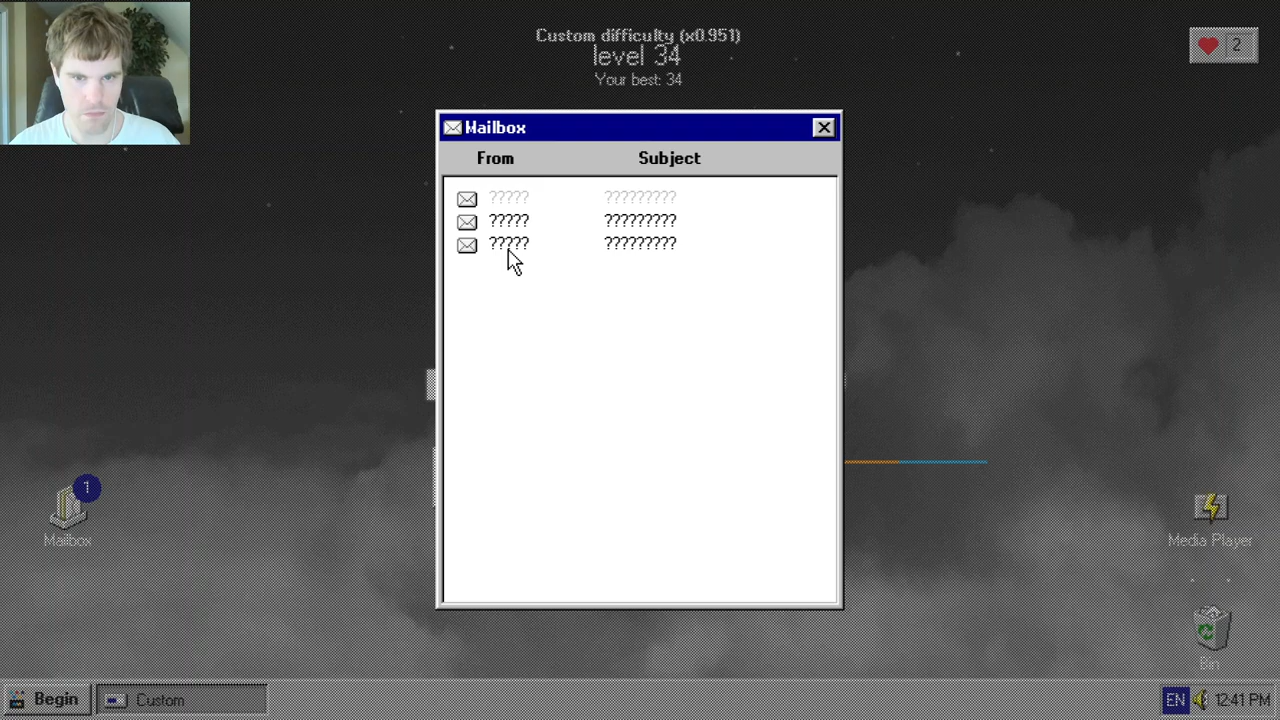 Custom difficulty (x0.951)
level 34
Your best: 34
2
Mailbox
From Subject
????? ?????????
????? ?????????
????? ?????????
1
Mailbox
Media Player
Bin
Begin
Custom
EN
12:41 PM